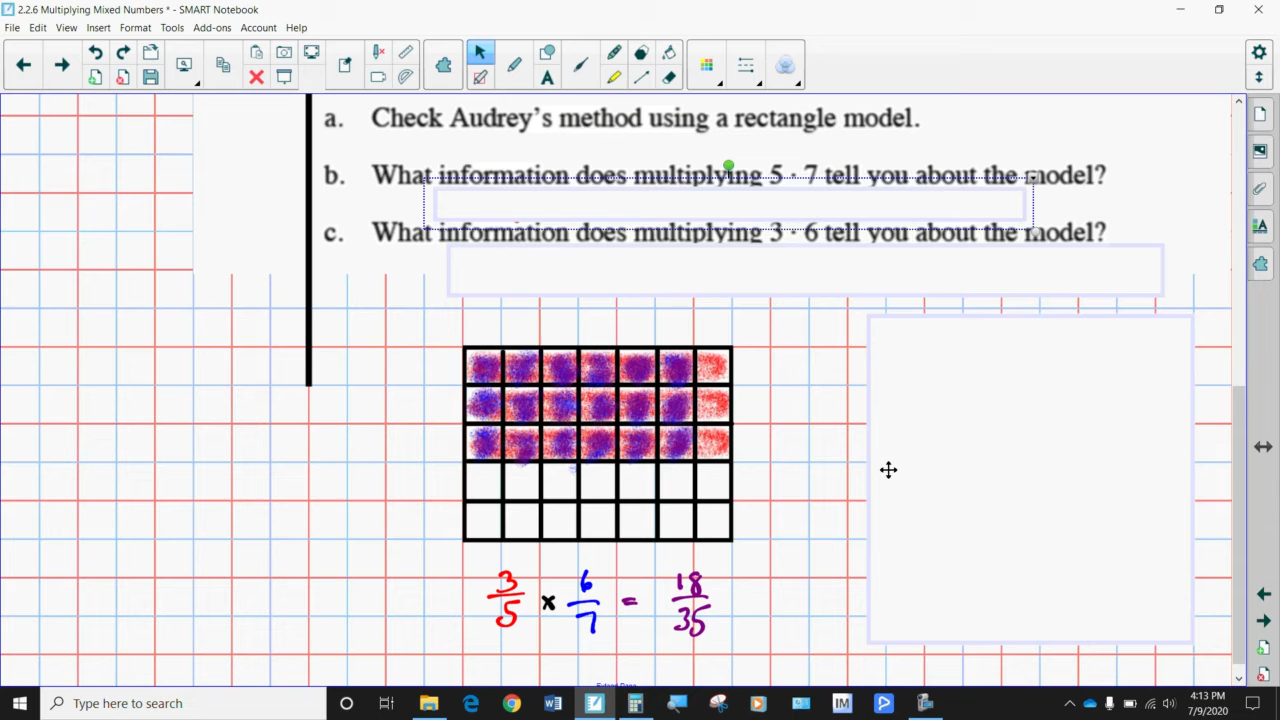 2.2.6 Multiplying Mixed Numbers * - SMART Notebook
File Edit View Insert Format Tools Add-ons Account Help
a. Check Audrey's method using a rectangle model.
b. What information does multiplying 5 · 7 tell you about the model?
c. What information does multiplying 3 · 6 tell you about the model?
3/5 × 6/7 = 18/35
Extend Page
Type here to search
IM
4:13 PM
7/9/2020